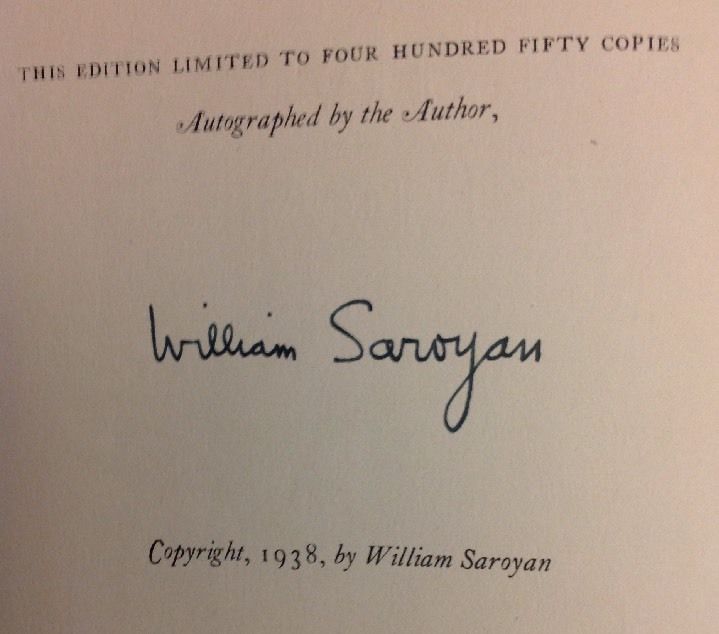 THIS EDITION LIMITED TO FOUR HUNDRED FIFTY COPIES
Autographed by the Author,
William Saroyan
Copyright, 1938, by William Saroyan